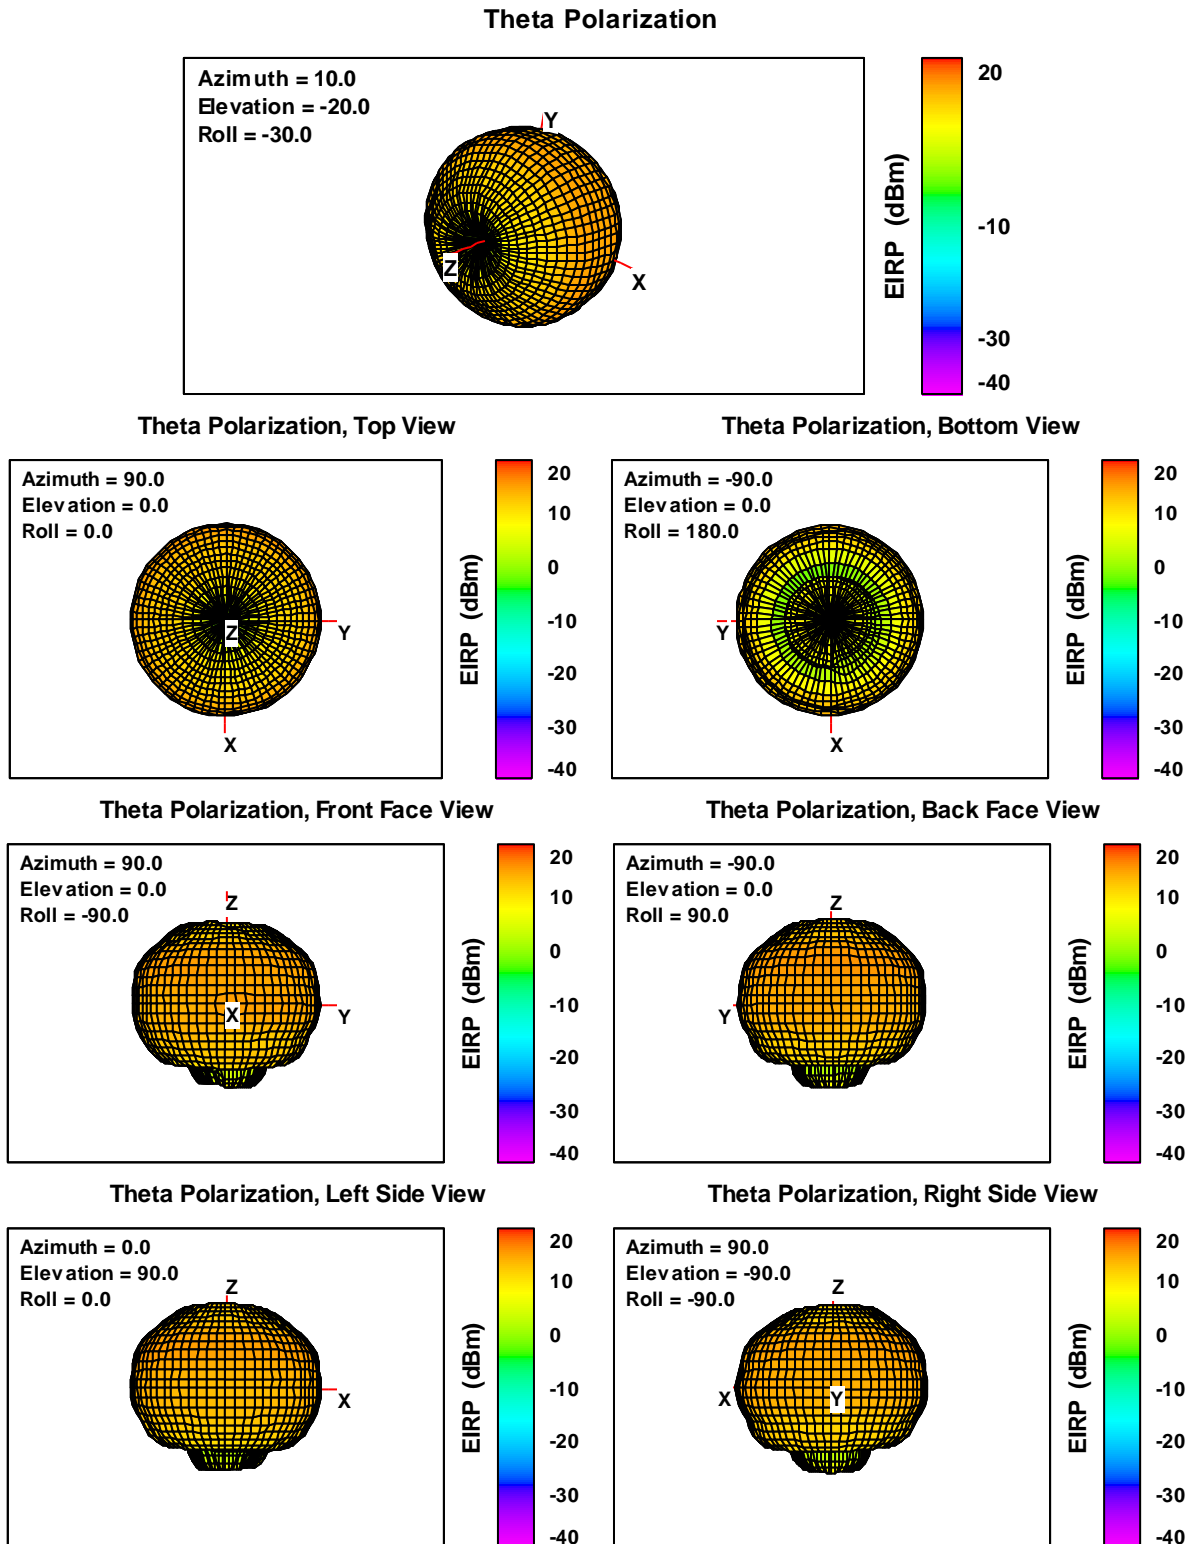 Theta Polarization
Azimuth = 10.0
Elevation = -20.0
Roll = -30.0
Y
Z
X
EIRP (dBm)
20
-10
-30
-40
Theta Polarization, Top View
Azimuth = 90.0
Elevation = 0.0
Roll = 0.0
Z
Y
X
EIRP (dBm)
20
10
0
-10
-20
-30
-40
Theta Polarization, Bottom View
Azimuth = -90.0
Elevation = 0.0
Roll = 180.0
Y
X
EIRP (dBm)
20
10
0
-10
-20
-30
-40
Theta Polarization, Front Face View
Azimuth = 90.0
Elevation = 0.0
Roll = -90.0
Z
X
Y
EIRP (dBm)
20
10
0
-10
-20
-30
-40
Theta Polarization, Back Face View
Azimuth = -90.0
Elevation = 0.0
Roll = 90.0
Z
Y
EIRP (dBm)
20
10
0
-10
-20
-30
-40
Theta Polarization, Left Side View
Azimuth = 0.0
Elevation = 90.0
Roll = 0.0
Z
X
EIRP (dBm)
20
10
0
-10
-20
-30
-40
Theta Polarization, Right Side View
Azimuth = 90.0
Elevation = -90.0
Roll = -90.0
Z
X
Y
EIRP (dBm)
20
10
0
-10
-20
-30
-40